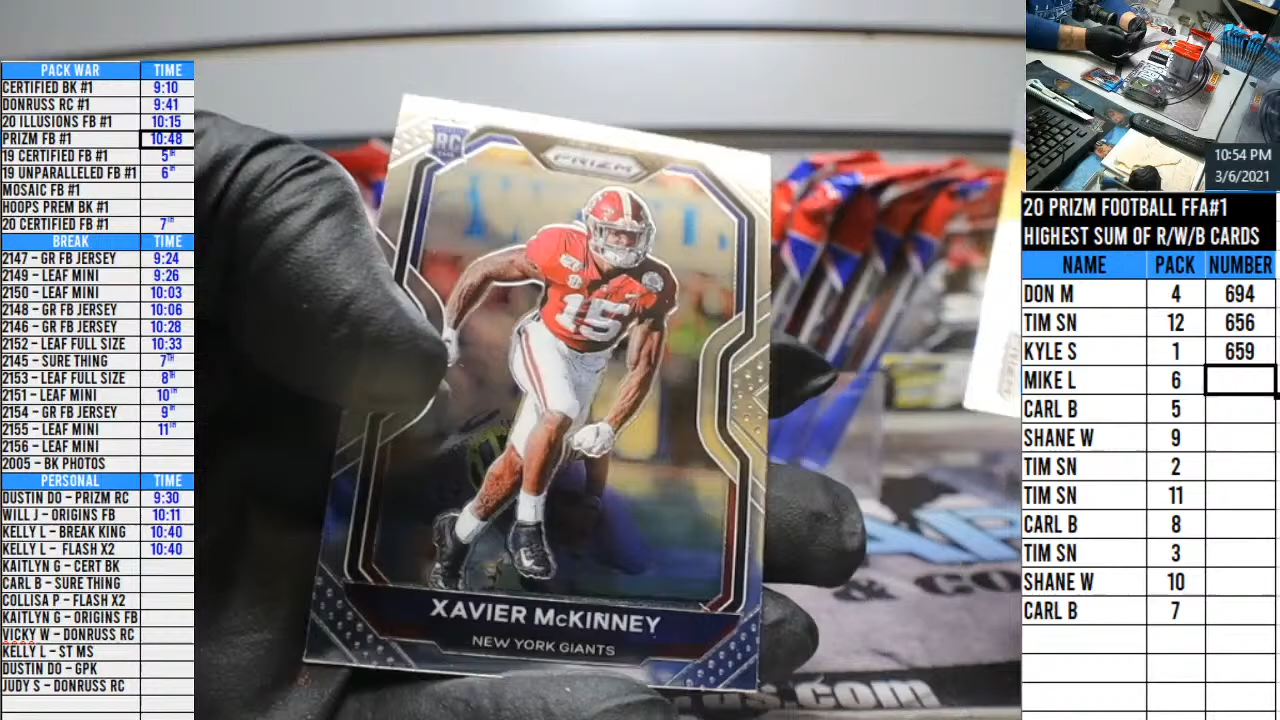 PACK WAR TIME
CERTIFIED BK #1 9:10
DONRUSS RC #1 9:41
20 ILLUSIONS FB #1 10:15
PRIZM FB #1 10:48
19 CERTIFIED FB #1 5TH
19 UNPARALLELED FB #1 6TH
MOSAIC FB #1
HOOPS PREM BK #1
20 CERTIFIED FB #1 7TH
BREAK TIME
2147 – GR FB JERSEY 9:24
2149 – LEAF MINI 9:26
2150 – LEAF MINI 10:03
2148 – GR FB JERSEY 10:06
2146 – GR FB JERSEY 10:28
2152 – LEAF FULL SIZE 10:33
2145 – SURE THING 7TH
2153 – LEAF FULL SIZE 8TH
2151 – LEAF MINI 10TH
2154 – GR FB JERSEY 9TH
2155 – LEAF MINI 11TH
2156 – LEAF MINI
2005 – BK PHOTOS
PERSONAL TIME
DUSTIN DO – PRIZM RC 9:30
WILL J – ORIGINS FB 10:11
KELLY L – BREAK KING 10:40
KELLY L – FLASH X2 10:40
KAITLYN G – CERT BK
CARL B – SURE THING
COLLISA P – FLASH X2
KAITLYN G – ORIGINS FB
VICKY W – DONRUSS RC
KELLY L – ST MS
DUSTIN DO – GPK
JUDY S – DONRUSS RC
RC
PRIZM
15
XAVIER McKINNEY
NEW YORK GIANTS
& CO
ds.com
10:54 PM
3/6/2021
20 PRIZM FOOTBALL FFA#1
HIGHEST SUM OF R/W/B CARDS
NAME PACK NUMBER
DON M 4 694
TIM SN 12 656
KYLE S 1 659
MIKE L 6
CARL B 5
SHANE W 9
TIM SN 2
TIM SN 11
CARL B 8
TIM SN 3
SHANE W 10
CARL B 7